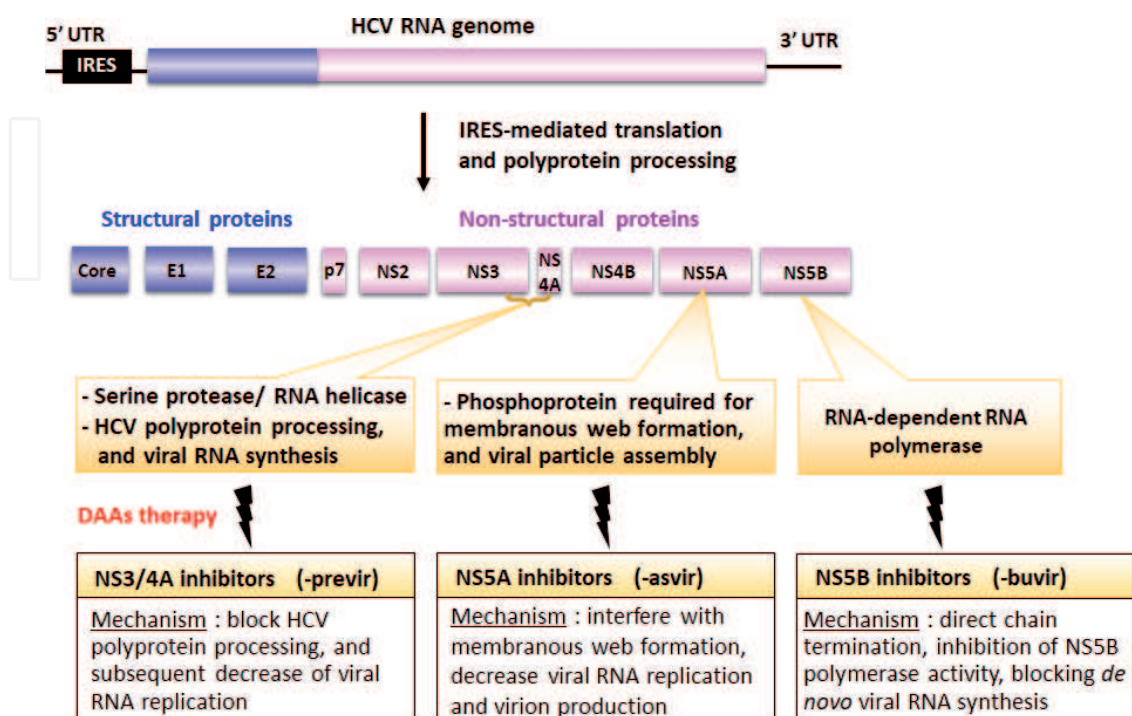 HCV RNA genome
5' UTR
3' UTR
IRES
IRES-mediated translation
and polyprotein processing
Structural proteins
Non-structural proteins
Core
E1
E2
p7
NS2
NS3
NS
4A
NS4B
NS5A
NS5B
- Serine protease/ RNA helicase
- HCV polyprotein processing,
and viral RNA synthesis
- Phosphoprotein required for
membranous web formation,
and viral particle assembly
RNA-dependent RNA
polymerase
DAAs therapy
NS3/4A inhibitors (-previr)
Mechanism : block HCV
polyprotein processing, and
subsequent decrease of viral
RNA replication
NS5A inhibitors (-asvir)
Mechanism : interfere with
membranous web formation,
decrease viral RNA replication
and virion production
NS5B inhibitors (-buvir)
Mechanism : direct chain
termination, inhibition of NS5B
polymerase activity, blocking de
novo viral RNA synthesis